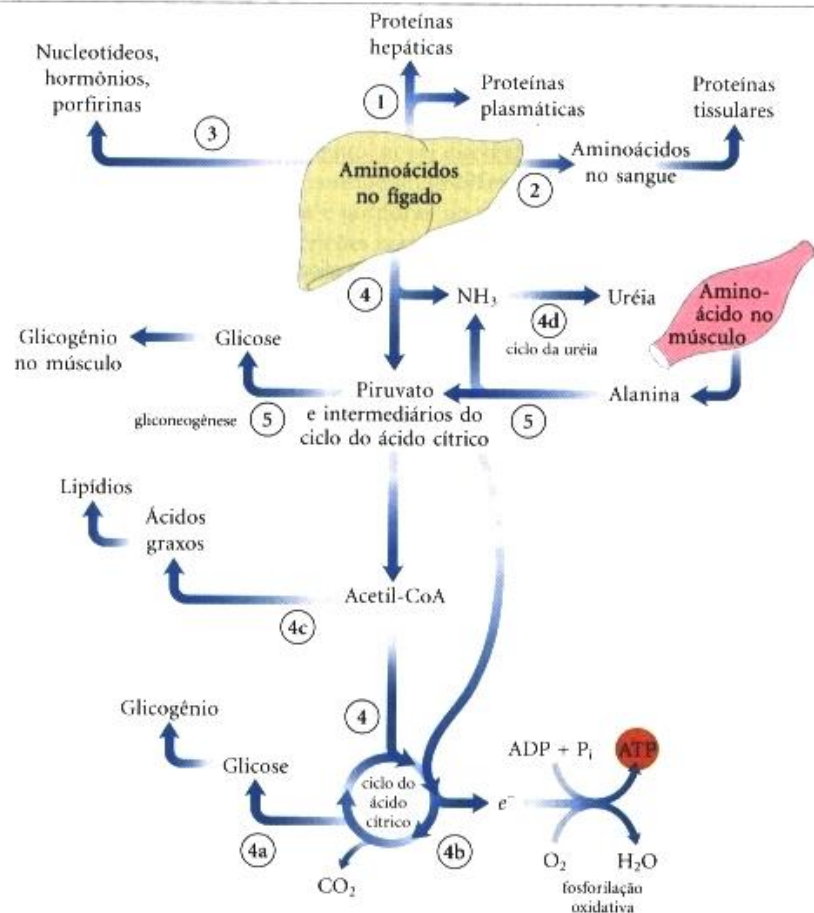 Proteínas
hepáticas
Nucleotídeos,
hormônios,
porfirinas
Proteínas
plasmáticas
Proteínas
tissulares
1
3
Aminoácidos
no fígado
2
Aminoácidos
no sangue
4
NH₃
4d
ciclo da uréia
Uréia
Amino-
ácido no
músculo
Glicogênio
no músculo
Glicose
gliconeogênese
5
Piruvato
e intermediários do
ciclo do ácido cítrico
5
Alanina
Lipídios
Ácidos
graxos
4c
Acetil-CoA
4
Glicogênio
Glicose
4a
ciclo do
ácido
cítrico
4b
CO₂
e⁻
ADP + Pᵢ
ATP
O₂
H₂O
fosforilação
oxidativa